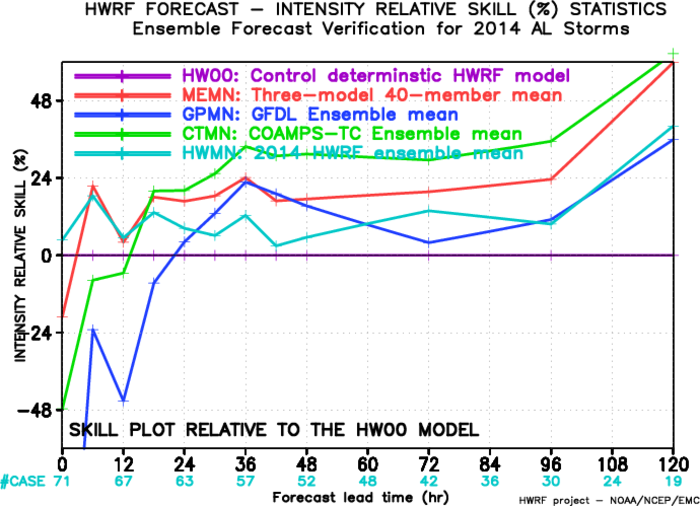 HWRF FORECAST – INTENSITY RELATIVE SKILL (%) STATISTICS
Ensemble Forecast Verification for 2014 AL Storms
HW00: Control determinstic HWRF model
MEMN: Three-model 40-member mean
GPMN: GFDL Ensemble mean
CTMN: COAMPS-TC Ensemble mean
HWMN: 2014 HWRF ensemble mean
INTENSITY RELATIVE SKILL (%)
48
24
0
-24
-48
SKILL PLOT RELATIVE TO THE HW00 MODEL
0 12 24 36 48 60 72 84 96 108 120
#CASE 71 67 63 57 52 48 42 36 30 24 19
Forecast lead time (hr)
HWRF project – NOAA/NCEP/EMC